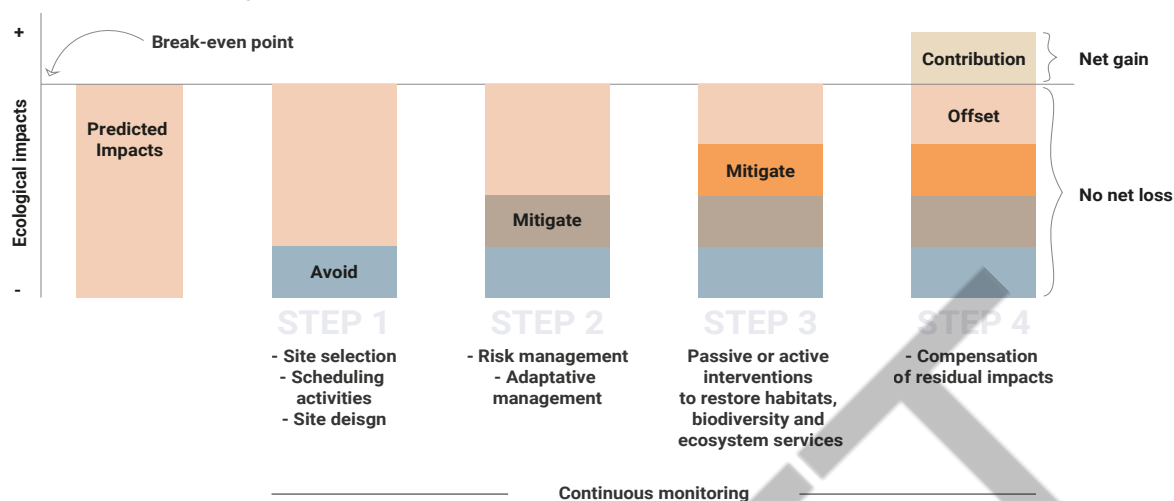 +
Break-even point
Contribution
Net gain
Ecological impacts
Predicted
Impacts
Offset
Mitigate
Mitigate
No net loss
Avoid
-
STEP 1
STEP 2
STEP 3
STEP 4
- Site selection
- Scheduling
activities
- Site deisgn
- Risk management
- Adaptative
management
Passive or active
interventions
to restore habitats,
biodiversity and
ecosystem services
- Compensation
of residual impacts
Continuous monitoring